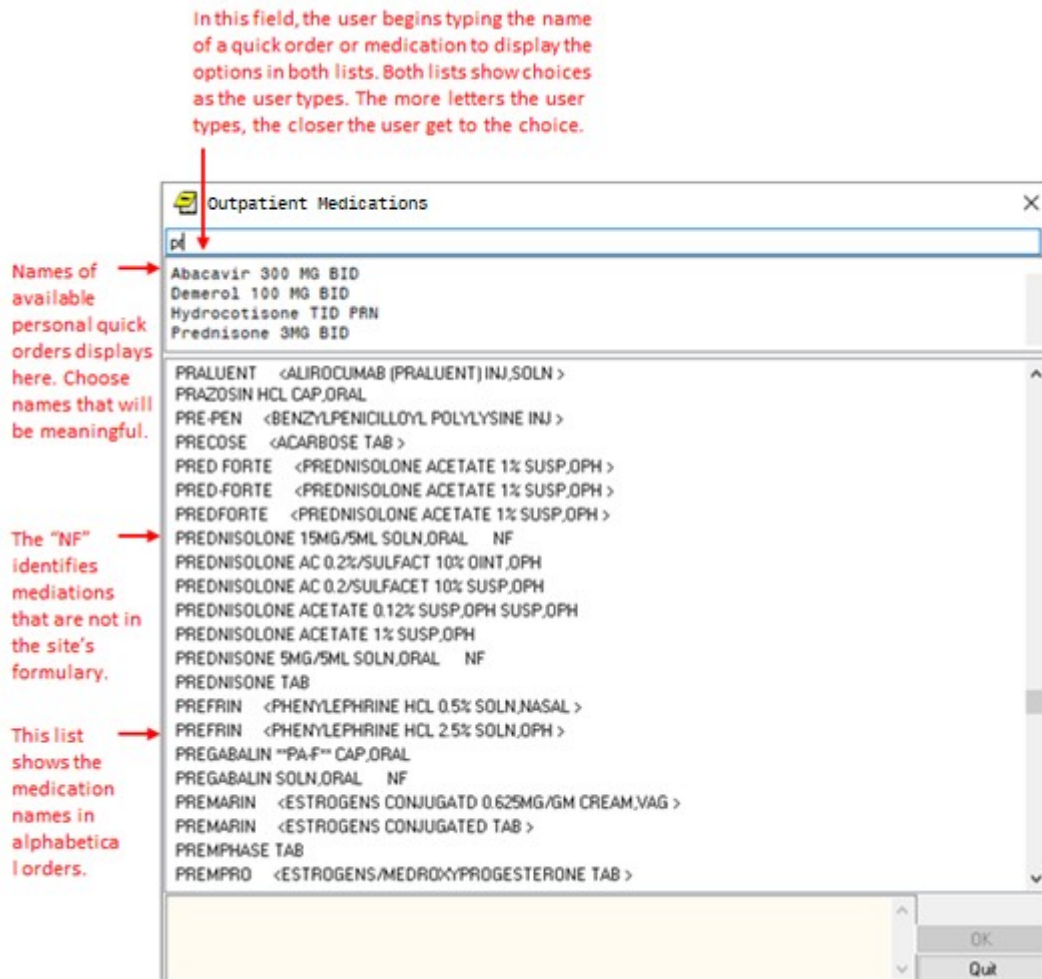 In this field, the user begins typing the name
of a quick order or medication to display the
options in both lists. Both lists show choices
as the user types. The more letters the user
types, the closer the user get to the choice.
Outpatient Medications
Names of
available
personal quick
orders displays
here. Choose
names that will
be meaningful.
Abacavir 300 MG BID
Demerol 100 MG BID
Hydrocotisone TID PRN
Prednisone 3MG BID
PRALUENT <ALIROCUMAB (PRALUENT) INJ,SOLN >
PRAZOSIN HCL CAP,ORAL
PRE-PEN <BENZYLPENICILLOYL POLYLYSINE INJ >
PRECOSE <ACARBOSE TAB >
PRED FORTE <PREDNISOLONE ACETATE 1% SUSP,OPH >
PRED-FORTE <PREDNISOLONE ACETATE 1% SUSP,OPH >
PREDFORTE <PREDNISOLONE ACETATE 1% SUSP,OPH >
The “NF”
identifies
mediations
that are not in
the site’s
formulary.
PREDNISOLONE 15MG/5ML SOLN,ORAL NF
PREDNISOLONE AC 0.2%/SULFACT 10% OINT,OPH
PREDNISOLONE AC 0.2/SULFACET 10% SUSP,OPH
PREDNISOLONE ACETATE 0.12% SUSP,OPH SUSP,OPH
PREDNISOLONE ACETATE 1% SUSP,OPH
PREDNISONE 5MG/5ML SOLN,ORAL NF
PREDNISONE TAB
PREFRIN <PHENYLEPHRINE HCL 0.5% SOLN,NASAL >
This list
shows the
medication
names in
alphabetica
l orders.
PREFRIN <PHENYLEPHRINE HCL 2.5% SOLN,OPH >
PREGABALIN **PA-F** CAP,ORAL
PREGABALIN SOLN,ORAL NF
PREMARIN <ESTROGENS CONJUGATD 0.625MG/GM CREAM,VAG >
PREMARIN <ESTROGENS CONJUGATED TAB >
PREMPHASE TAB
PREMPRO <ESTROGENS/MEDROXYPROGESTERONE TAB >
OK
Quit